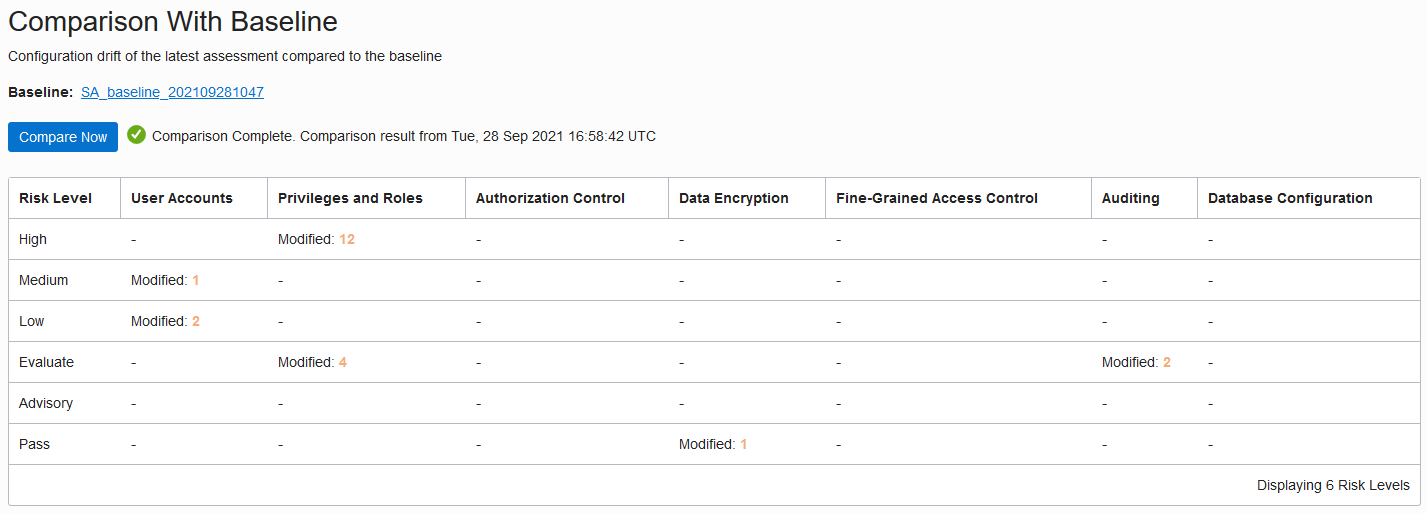 Comparison With Baseline
Configuration drift of the latest assessment compared to the baseline
Baseline: SA_baseline_202109281047
Compare Now Comparison Complete. Comparison result from Tue, 28 Sep 2021 16:58:42 UTC
Risk Level User Accounts Privileges and Roles Authorization Control Data Encryption Fine-Grained Access Control Auditing Database Configuration
High - Modified: 12 - - - - -
Medium Modified: 1 - - - - - -
Low Modified: 2 - - - - - -
Evaluate - Modified: 4 - - - Modified: 2 -
Advisory - - - - - - -
Pass - - - Modified: 1 - - -
Displaying 6 Risk Levels